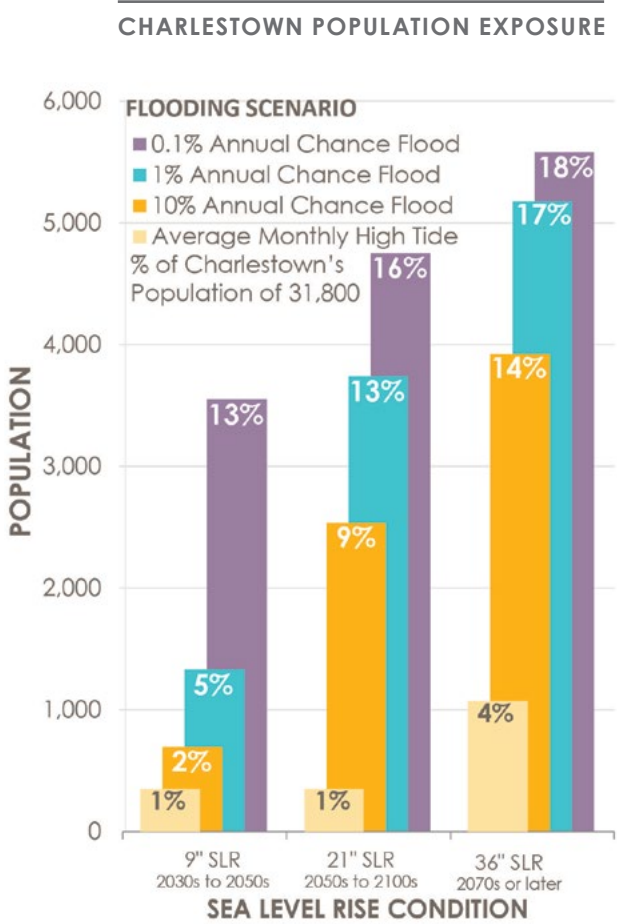 CHARLESTOWN POPULATION EXPOSURE
6,000
5,000
4,000
3,000
2,000
1,000
0
POPULATION
FLOODING SCENARIO
0.1% Annual Chance Flood
1% Annual Chance Flood
10% Annual Chance Flood
Average Monthly High Tide
% of Charlestown's
Population of 31,800
1%
2%
5%
13%
1%
9%
13%
16%
4%
14%
17%
18%
9" SLR
2030s to 2050s
21" SLR
2050s to 2100s
36" SLR
2070s or later
SEA LEVEL RISE CONDITION